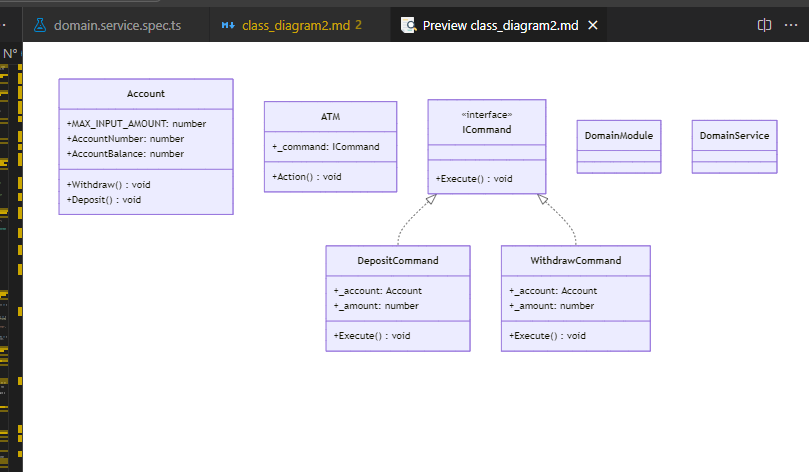 domain.service.spec.ts
class_diagram2.md 2
Preview class_diagram2.md
N°
Account
+MAX_INPUT_AMOUNT: number
+AccountNumber: number
+AccountBalance: number
+Withdraw() : void
+Deposit() : void
ATM
+_command: ICommand
+Action() : void
«interface»
ICommand
+Execute() : void
DomainModule
DomainService
DepositCommand
+_account: Account
+_amount: number
+Execute() : void
WithdrawCommand
+_account: Account
+_amount: number
+Execute() : void